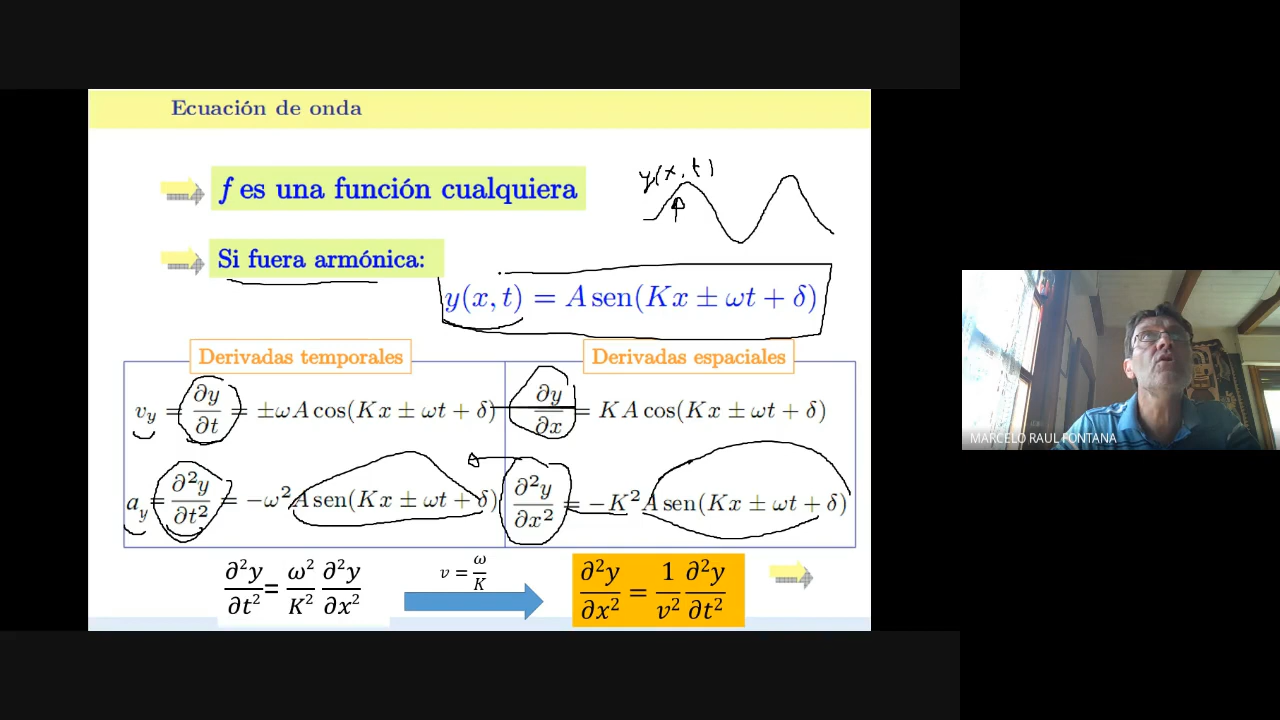 Ecuación de onda
f es una función cualquiera
y(x, t)
Si fuera armónica:
y(x, t) = A sen(Kx ± ωt + δ)
Derivadas temporales
Derivadas espaciales
v_y = ∂y/∂t = ±ωA cos(Kx ± ωt + δ)
∂y/∂x = KA cos(Kx ± ωt + δ)
a_y = ∂²y/∂t² = −ω²A sen(Kx ± ωt + δ)
∂²y/∂x² = −K²A sen(Kx ± ωt + δ)
∂²y/∂t² = ω²/K² ∂²y/∂x²
v = ω/K
∂²y/∂x² = 1/v² ∂²y/∂t²
MARCELO RAUL FONTANA